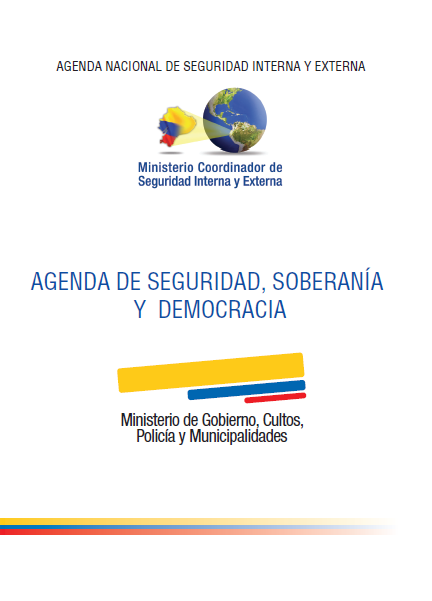 AGENDA NACIONAL DE SEGURIDAD INTERNA Y EXTERNA
Ministerio Coordinador de
Seguridad Interna y Externa
AGENDA DE SEGURIDAD, SOBERANÍA
Y DEMOCRACIA
Ministerio de Gobierno, Cultos,
Policía y Municipalidades